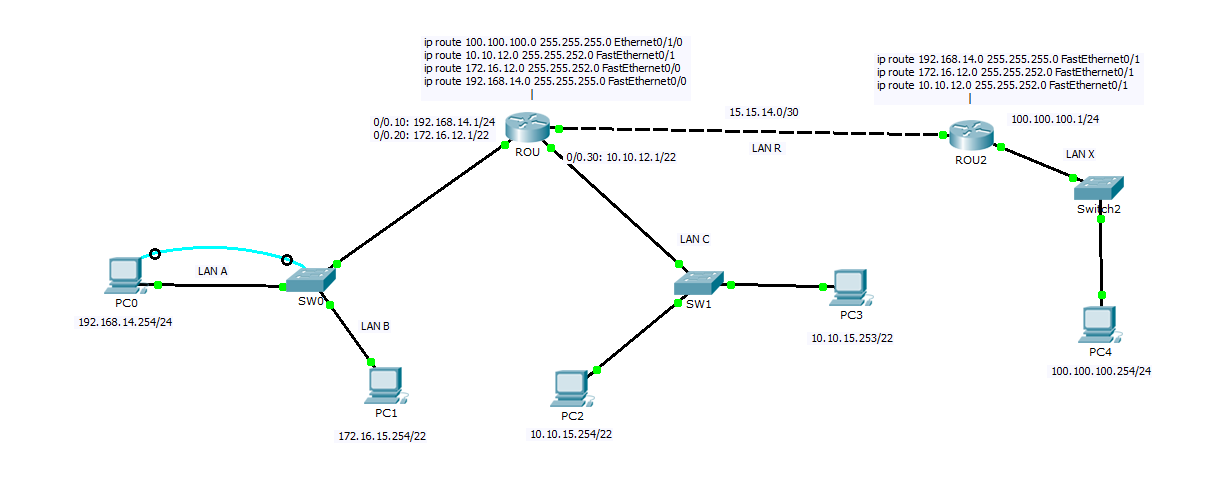 ip route 100.100.100.0 255.255.255.0 Ethernet0/1/0
ip route 10.10.12.0 255.255.252.0 FastEthernet0/1
ip route 172.16.12.0 255.255.252.0 FastEthernet0/0
ip route 192.168.14.0 255.255.255.0 FastEthernet0/0
ip route 192.168.14.0 255.255.255.0 FastEthernet0/1
ip route 172.16.12.0 255.255.252.0 FastEthernet0/1
ip route 10.10.12.0 255.255.252.0 FastEthernet0/1
0/0.10: 192.168.14.1/24
0/0.20: 172.16.12.1/22
ROU
0/0.30: 10.10.12.1/22
15.15.14.0/30
LAN R
100.100.100.1/24
ROU2
LAN X
Switch2
LAN A
PC0
192.168.14.254/24
SW0
LAN B
PC1
172.16.15.254/22
LAN C
SW1
PC3
10.10.15.253/22
PC2
10.10.15.254/22
PC4
100.100.100.254/24